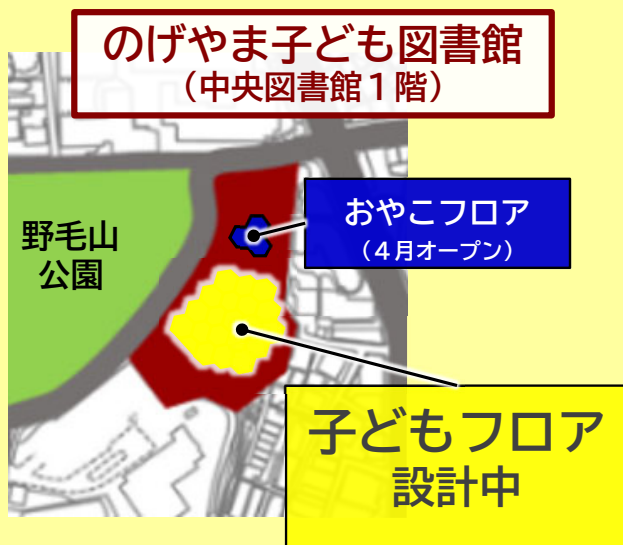 のげやま子ども図書館
（中央図書館１階）
おやこフロア
（４月オープン）
野毛山
公園
子どもフロア
設計中